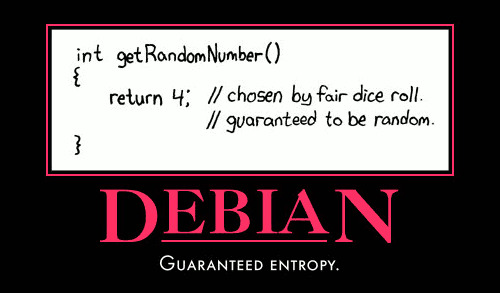 int getRandomNumber()
{
return 4; // chosen by fair dice roll.
// guaranteed to be random.
}
DEBIAN
GUARANTEED ENTROPY.